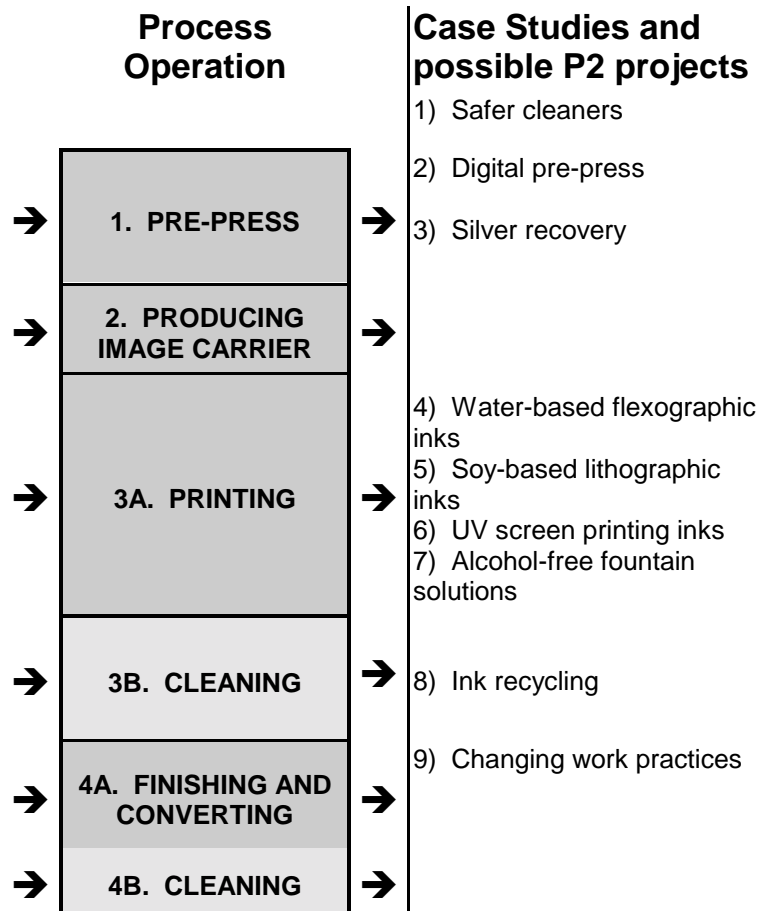 Process
Operation
Case Studies and
possible P2 projects
1)  Safer cleaners
2)  Digital pre-press
1.  PRE-PRESS
3)  Silver recovery
2.  PRODUCING
IMAGE CARRIER
4)  Water-based flexographic
inks
5)  Soy-based lithographic
inks
3A.  PRINTING
6)  UV screen printing inks
7)  Alcohol-free fountain
solutions
3B.  CLEANING
8)  Ink recycling
9)  Changing work practices
4A.  FINISHING AND
CONVERTING
4B.  CLEANING